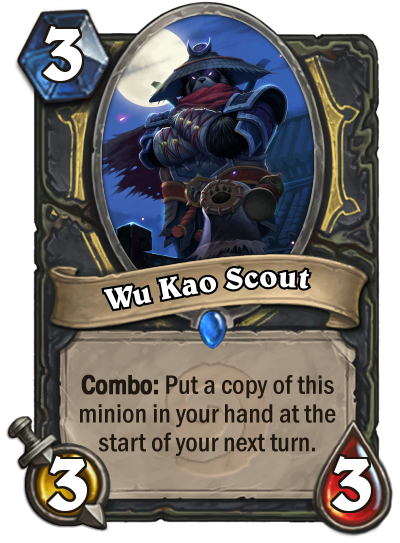 3
Wu Kao Scout
Combo: Put a copy of this
minion in your hand at the
start of your next turn.
3
3